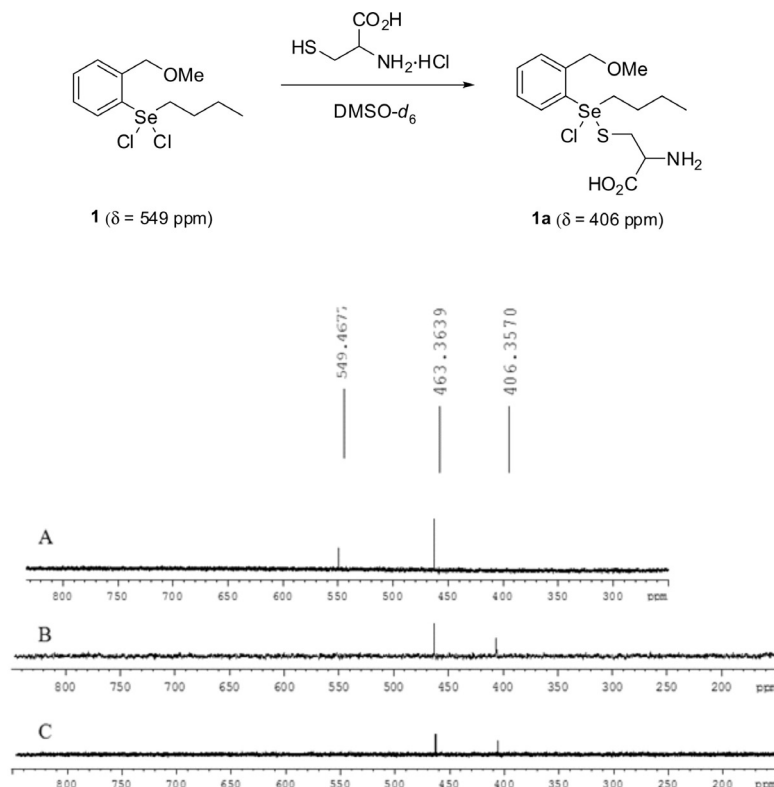 CO₂H
HS
NH₂·HCl
DMSO-d₆
OMe
Se
Cl Cl
1 (δ = 549 ppm)
OMe
Se
Cl S
NH₂
HO₂C
1a (δ = 406 ppm)
549.4677
463.3639
406.3570
A
800 750 700 650 600 550 500 450 400 350 300 ppm
B
800 750 700 650 600 550 500 450 400 350 300 250 200 ppm
C
800 750 700 650 600 550 500 450 400 350 300 250 200 ppm